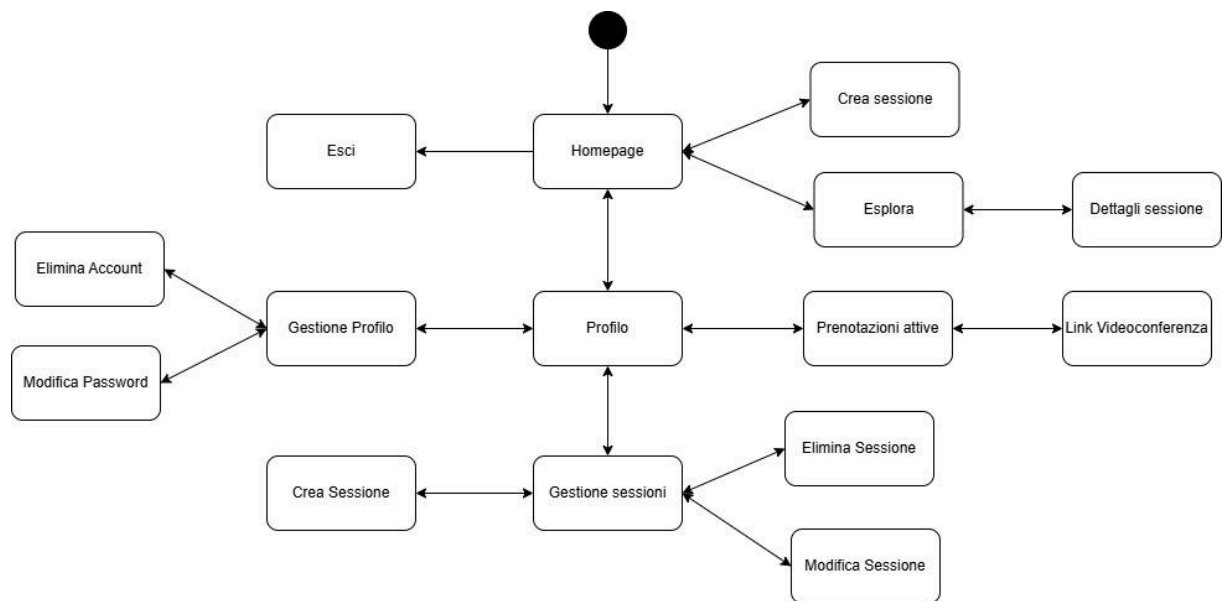 Crea sessione
Esci
Homepage
Esplora
Dettagli sessione
Elimina Account
Gestione Profilo
Profilo
Prenotazioni attive
Link Videoconferenza
Modifica Password
Elimina Sessione
Crea Sessione
Gestione sessioni
Modifica Sessione